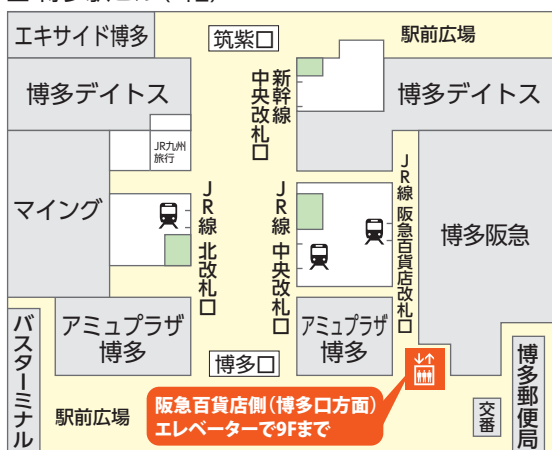 エキサイド博多
筑紫口
駅前広場
博多デイトス
新幹線
中央改札口
博多デイトス
JR九州
旅行
マイング
JR線 北改札口
JR線 中央改札口
JR線 阪急百貨店改札口
博多阪急
バスターミナル
アミュプラザ
博多
博多口
アミュプラザ
博多
駅前広場
阪急百貨店側(博多口方面)
エレベーターで9Fまで
交番
博多郵便局